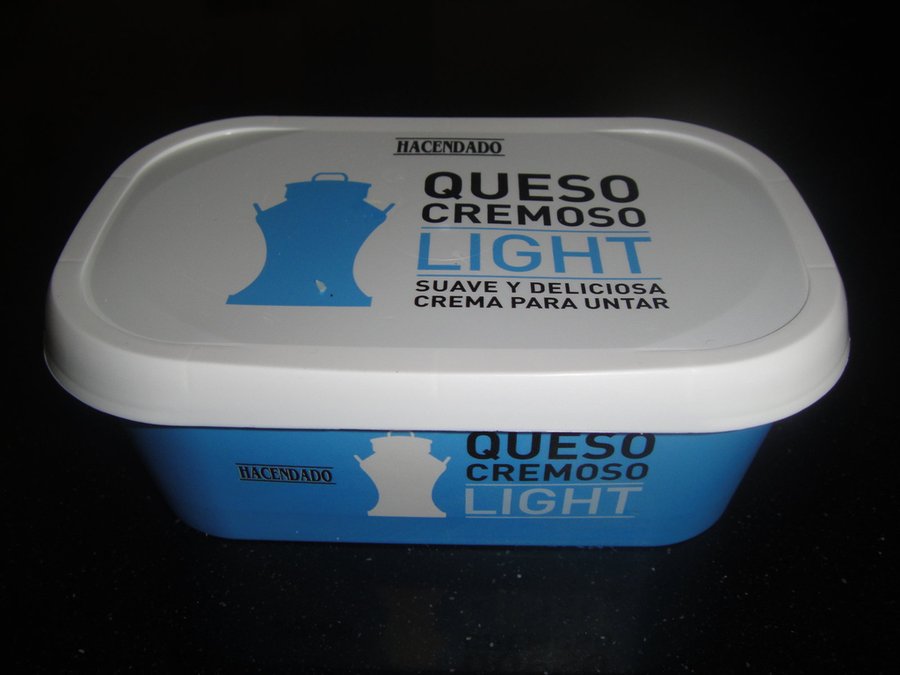 HACENDADO
QUESO
CREMOSO
LIGHT
SUAVE Y DELICIOSA
CREMA PARA UNTAR
HACENDADO
QUESO
CREMOSO
LIGHT